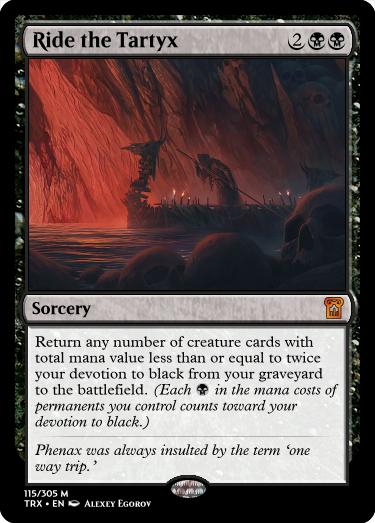 Ride the Tartyx 2
Sorcery
Return any number of creature cards with
total mana value less than or equal to twice
your devotion to black from your graveyard
to the battlefield. (Each in the mana costs of
permanents you control counts toward your
devotion to black.)
Phenax was always insulted by the term ‘one
way trip.’
115/305 M
TRX • EN Alexey Egorov